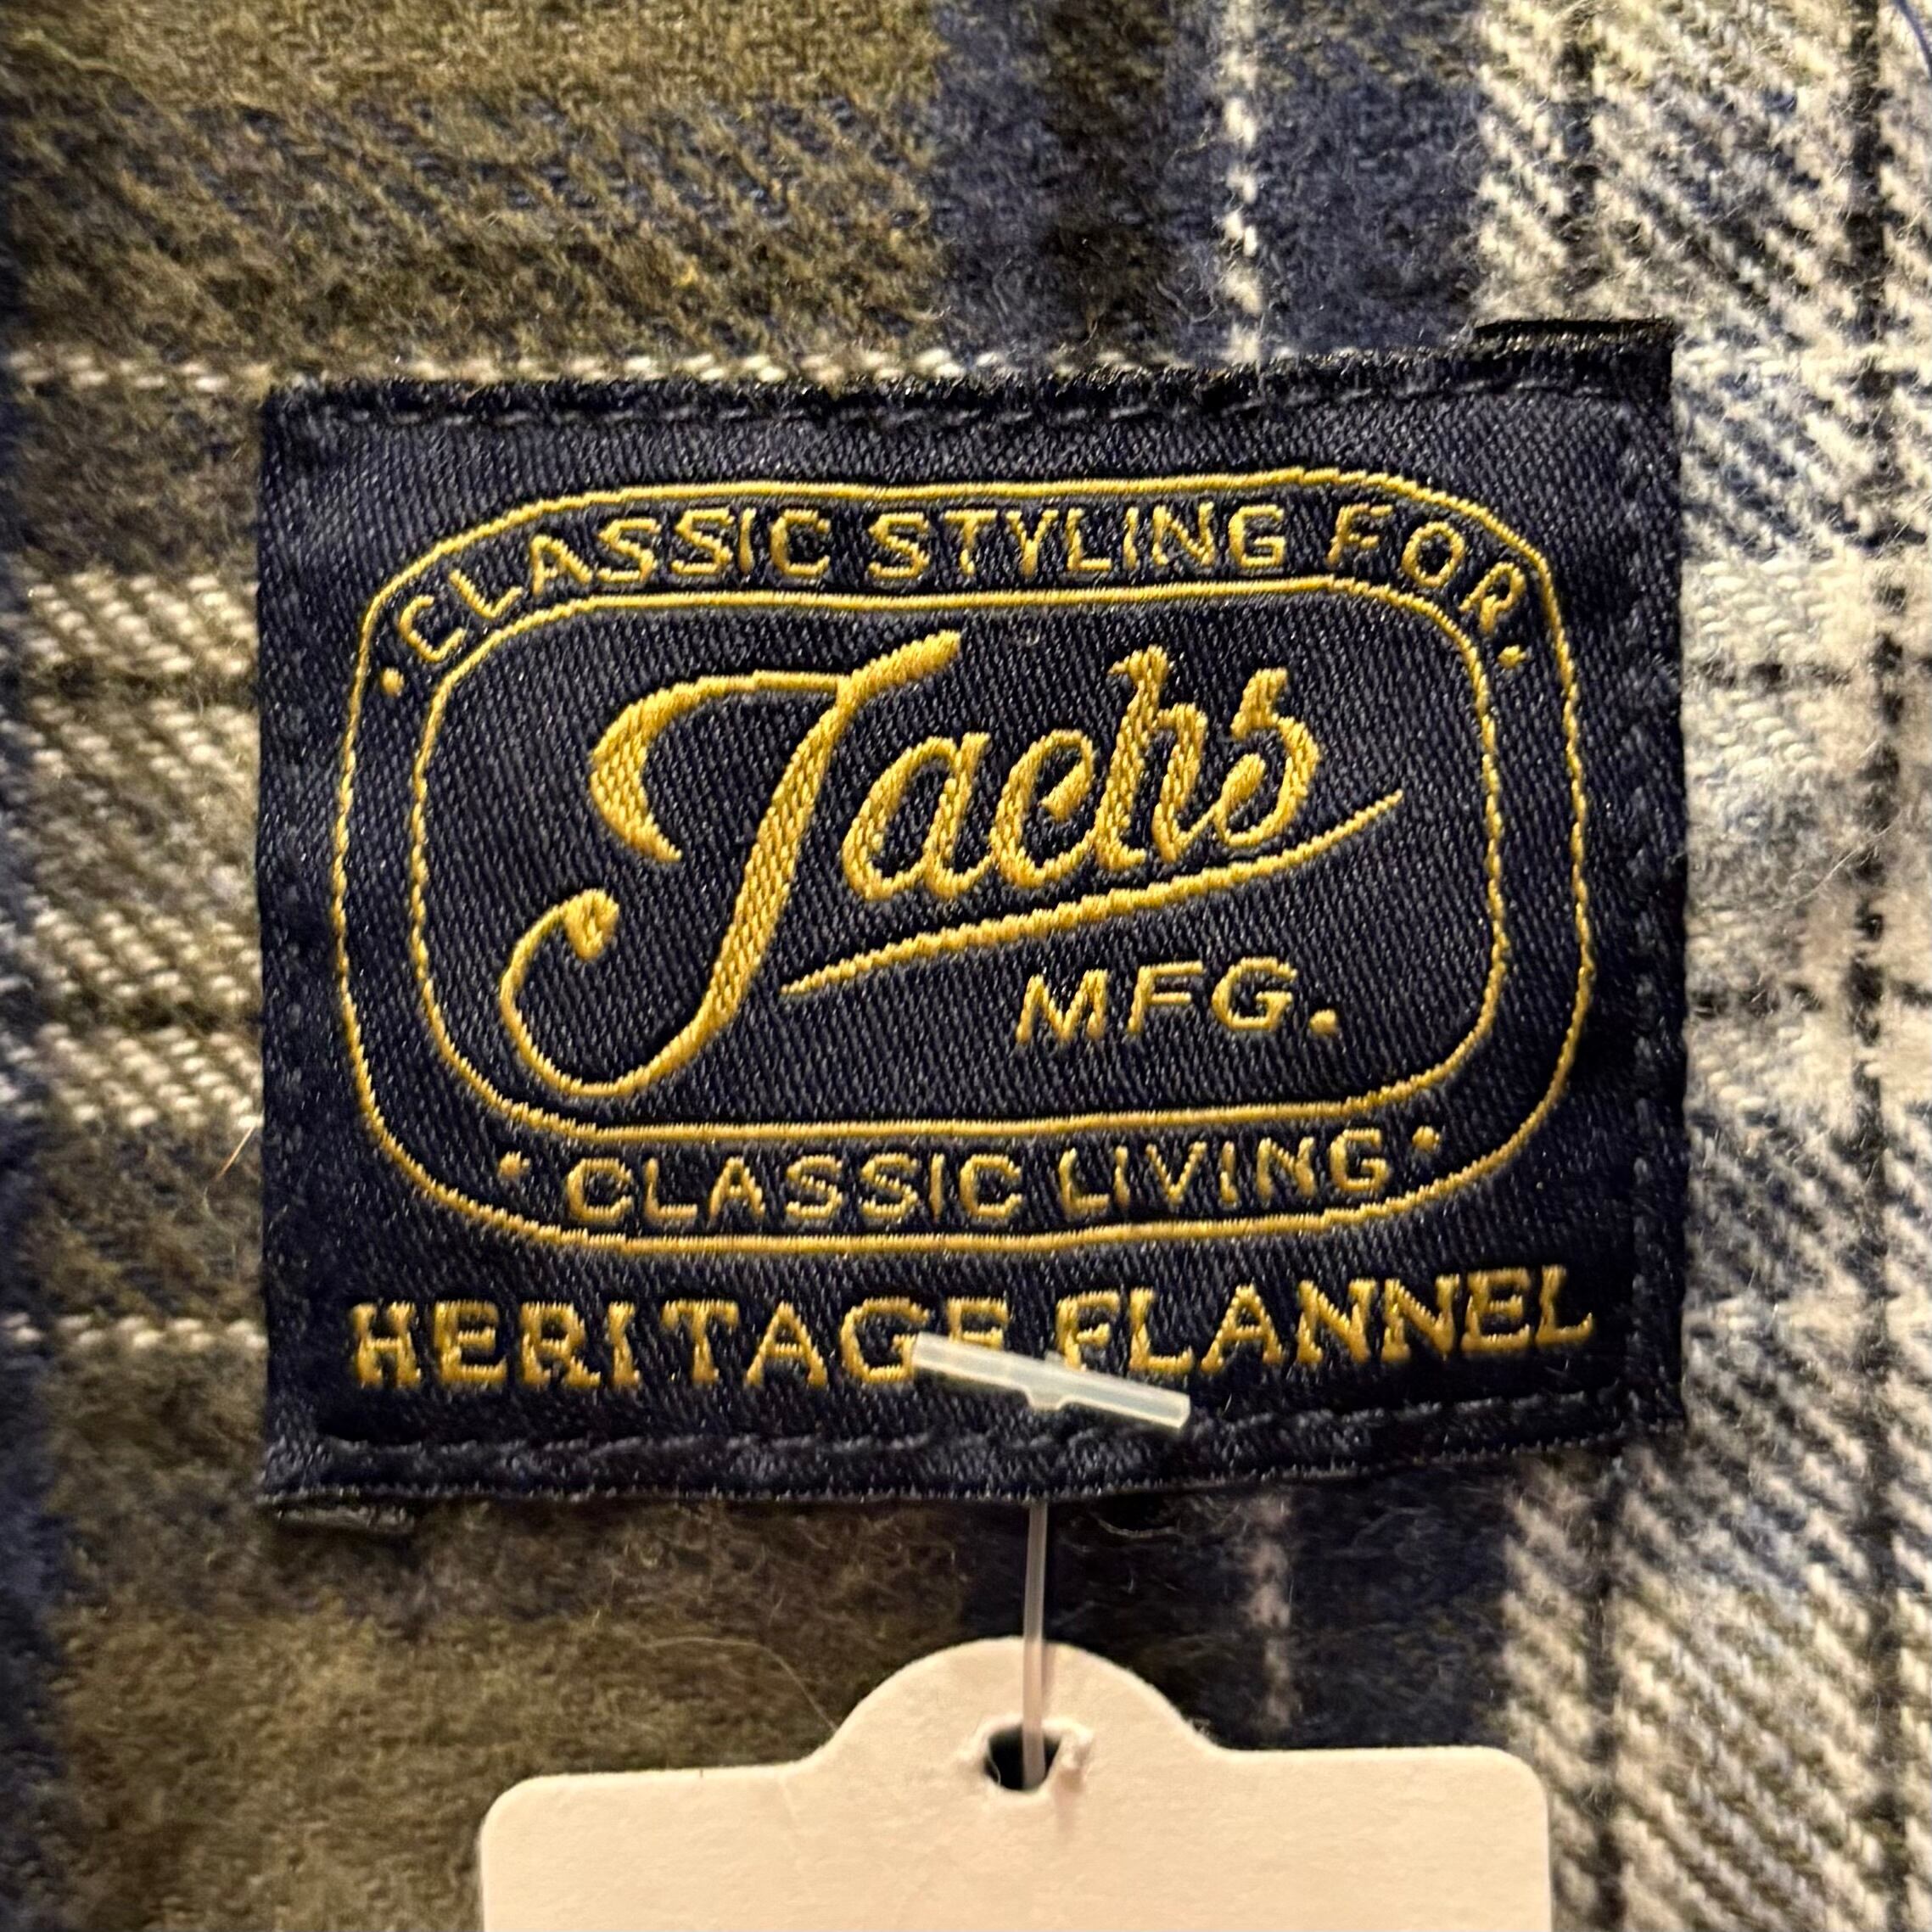 • CLASSIC STYLING FOR •
Jachs
MFG.
• CLASSIC LIVING •
HERITAGE FLANNEL